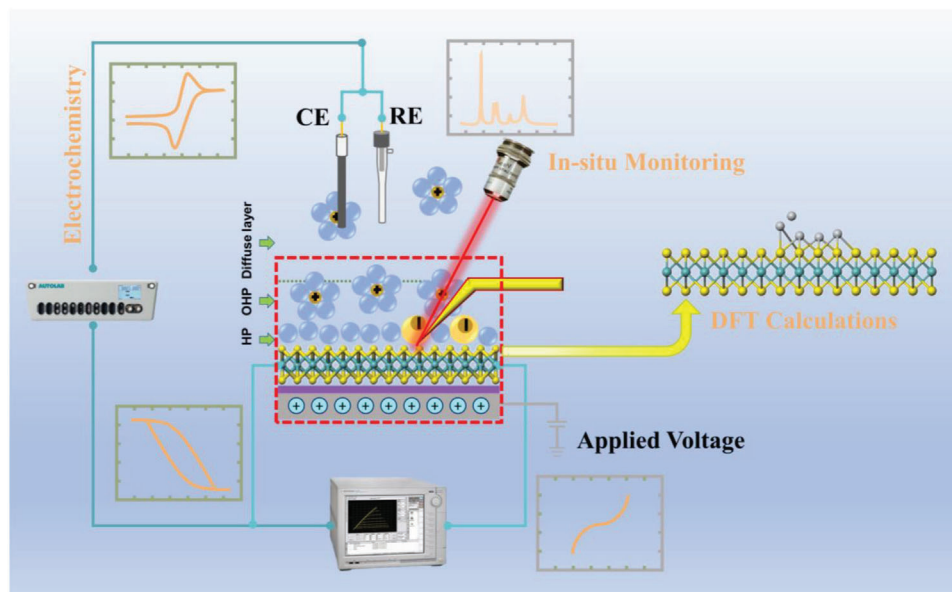 Electrochemistry
CE
RE
In-situ Monitoring
Diffuse layer
OHP
HP
AUTOLAB
DFT Calculations
Applied Voltage